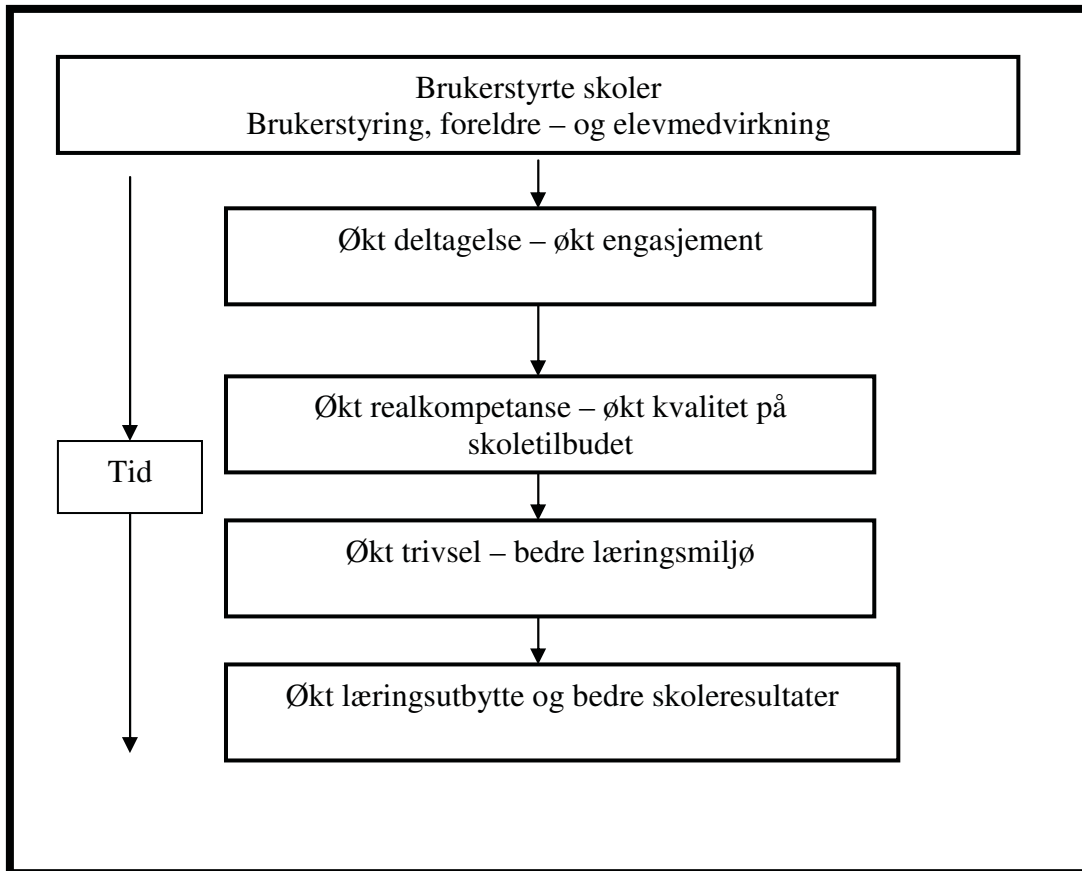 Brukerstyrte skoler
Brukerstyring, foreldre – og elevmedvirkning
Økt deltagelse – økt engasjement
Økt realkompetanse – økt kvalitet på
skoletilbudet
Tid
Økt trivsel – bedre læringsmiljø
Økt læringsutbytte og bedre skoleresultater